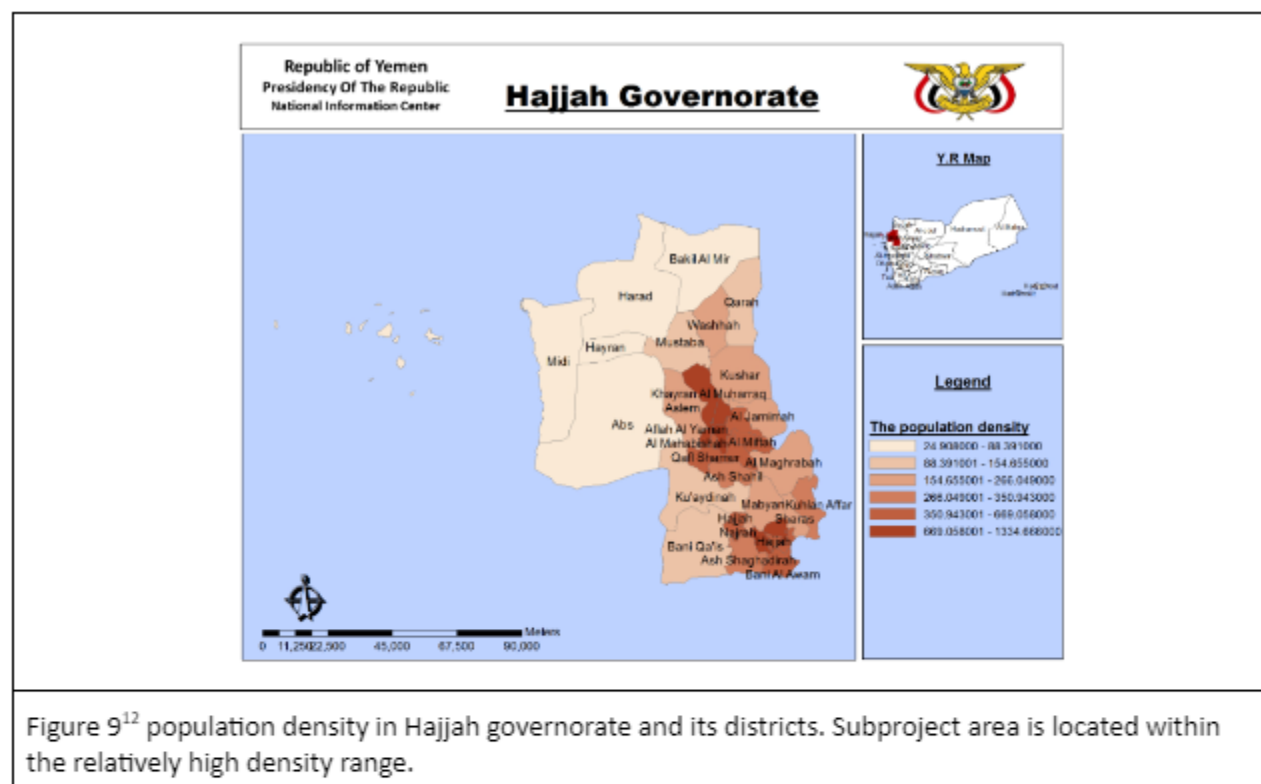 Republic of Yemen
Presidency Of The Republic
National Information Center
Hajjah Governorate
Y.R Map
Bakil Al Mir
Harad
Qarah
Washhah
Mustaba
Hayran
Midi
Kushar
Khayran Al Muharraq
Aslem
Abs
Al Jamimah
Aflah Al Yaman
Al Mahabishah
Al Miftah
Qafl Shamer
Al Maghrabah
Ash Shahil
Ku'aydinah
Mabyan
Kuhlan Affar
Hajjah
Sharas
Najrah
Hajjah
Bani Qa'is
Ash Shaghadirah
Bani Al Awam
Meters
0 11,250 22,500 45,000 67,500 90,000
Legend
The population density
24.908000 - 88.391000
88.391001 - 154.655000
154.655001 - 266.049000
266.049001 - 350.943000
350.943001 - 669.058000
669.058001 - 1334.666000
Figure 9¹² population density in Hajjah governorate and its districts. Subproject area is located within
the relatively high density range.